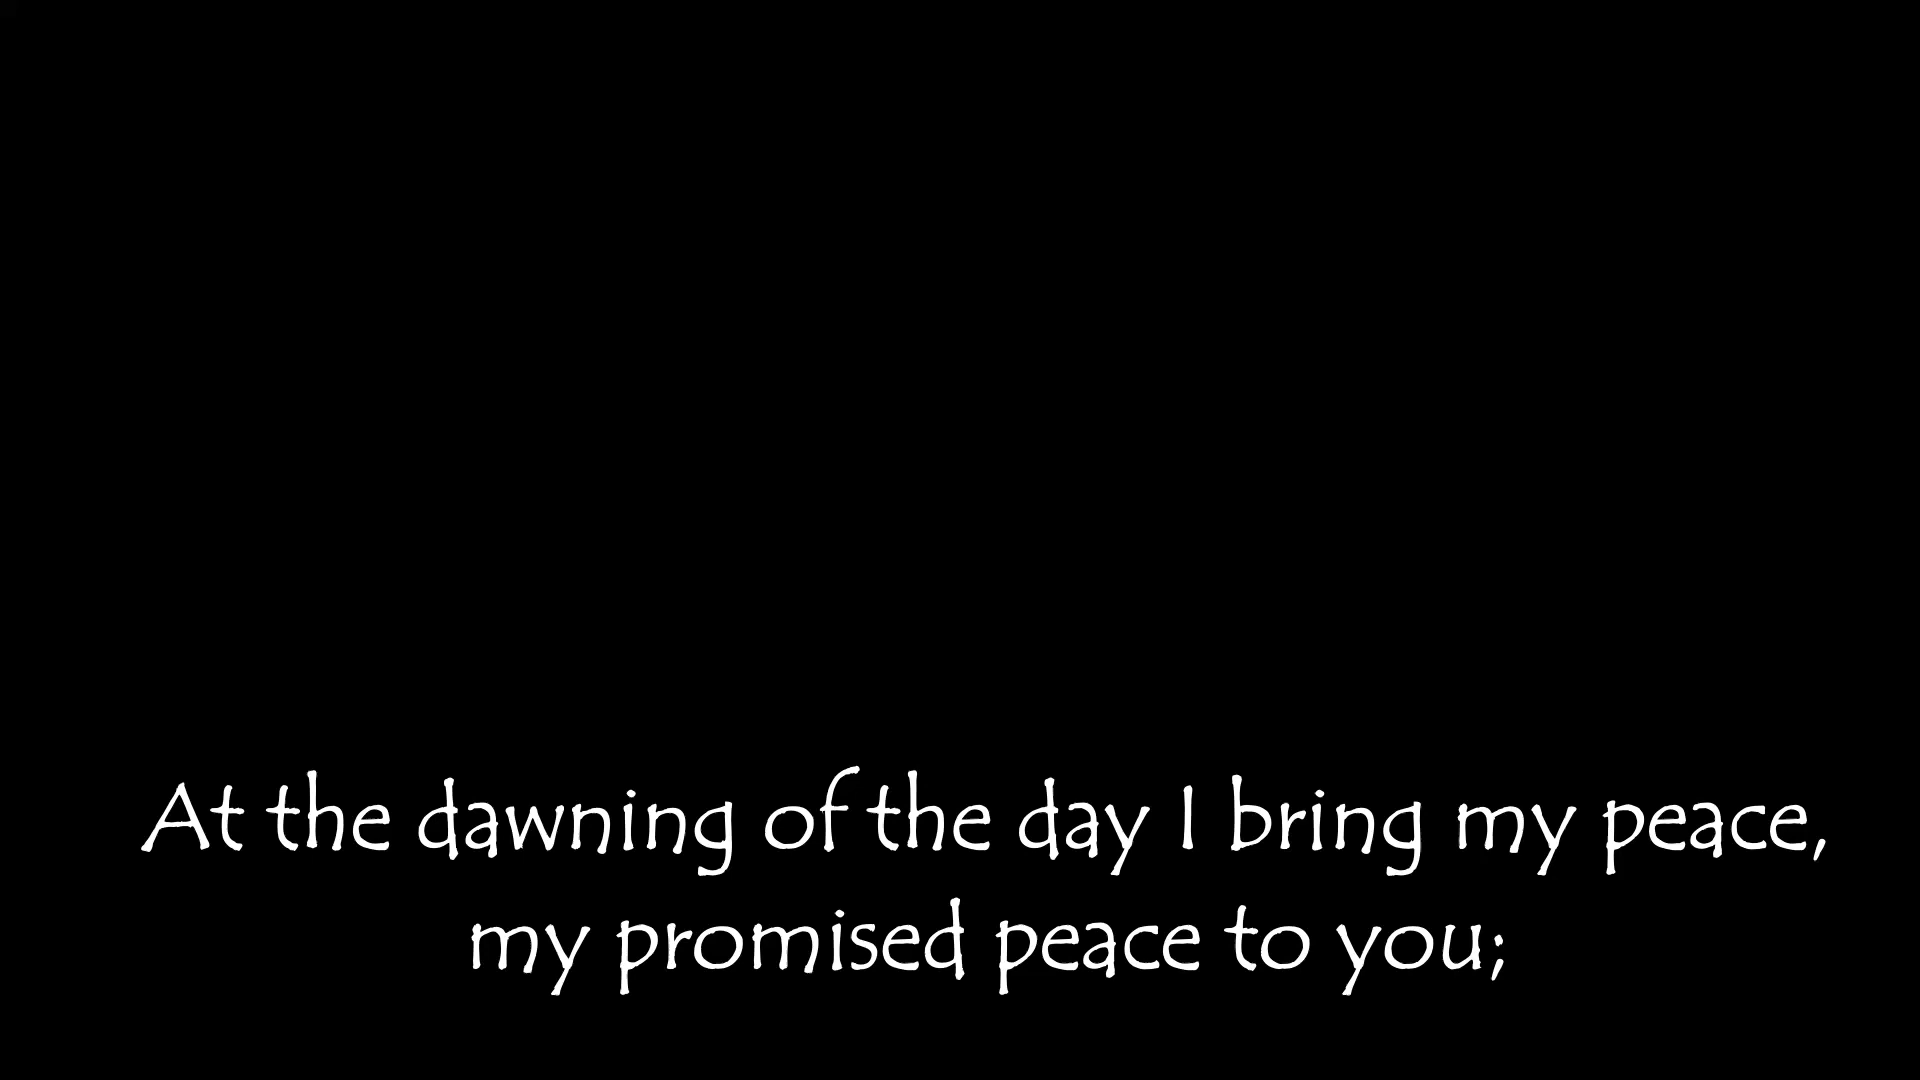 At the dawning of the day I bring my peace,
my promised peace to you;